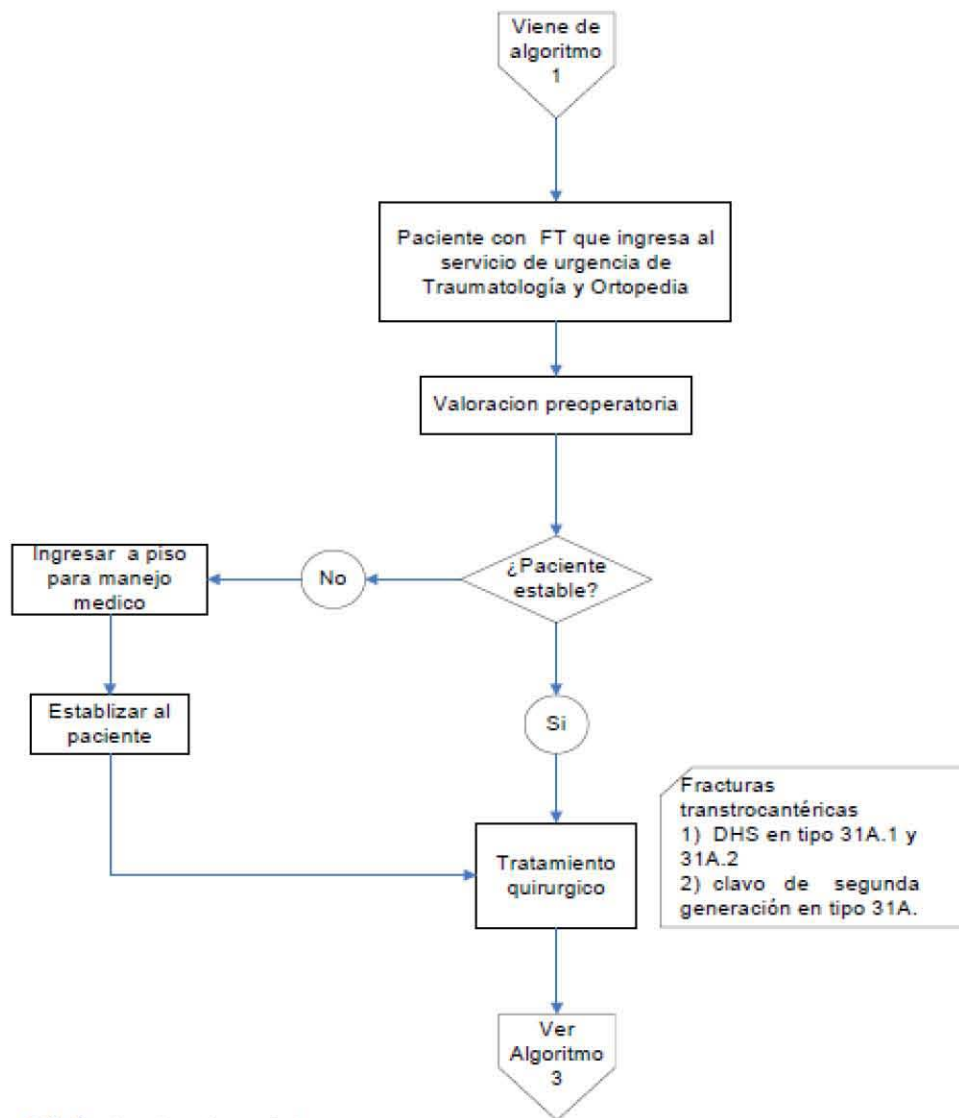 Viene de
algoritmo
1
Paciente con FT que ingresa al
servicio de urgencia de
Traumatología y Ortopedia
Valoracion preoperatoria
¿Paciente
estable?
No
Ingresar a piso
para manejo
medico
Establizar al
paciente
Si
Tratamiento
quirurgico
Fracturas
transtrocantéricas
1) DHS en tipo 31A.1 y
31A.2
2) clavo de segunda
generación en tipo 31A.
Ver
Algoritmo
3